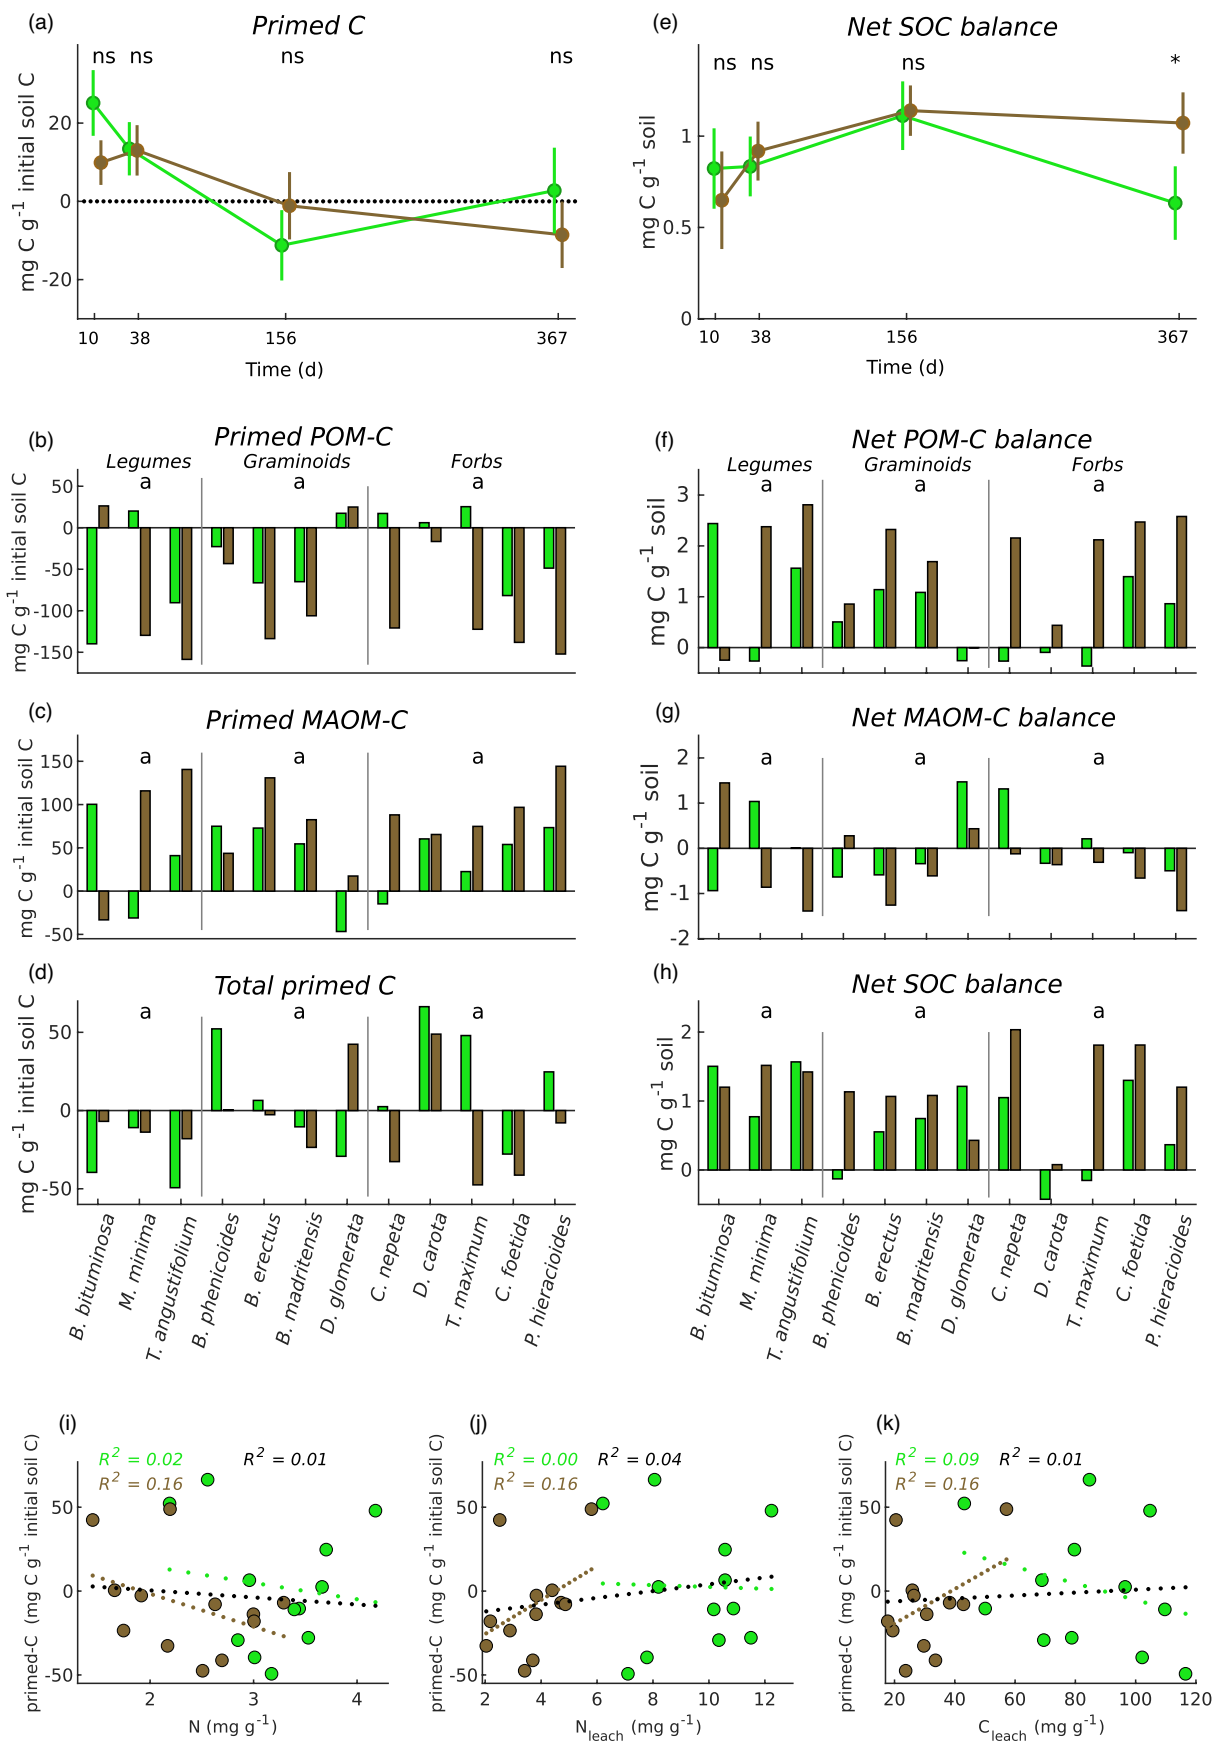 (a)
Primed C
ns ns ns ns
mg C g⁻¹ initial soil C
20
0
-20
10 38 156 367
Time (d)
(e)
Net SOC balance
ns ns ns *
mg C g⁻¹ soil
1
0.5
0
10 38 156 367
Time (d)
(b)
Primed POM-C
Legumes Graminoids Forbs
a a a
mg C g⁻¹ initial soil C
50
0
-50
-100
-150
(f)
Net POM-C balance
Legumes Graminoids Forbs
a a a
mg C g⁻¹ soil
3
2
1
0
(c)
Primed MAOM-C
a a a
mg C g⁻¹ initial soil C
150
100
50
0
-50
(g)
Net MAOM-C balance
a a a
mg C g⁻¹ soil
2
1
0
-1
-2
(d)
Total primed C
a a a
mg C g⁻¹ initial soil C
50
0
-50
B. bituminosa
M. minima
T. angustifolium
B. phenicoides
B. erectus
B. madritensis
D. glomerata
C. nepeta
D. carota
T. maximum
C. foetida
P. hieracioides
(h)
Net SOC balance
a a a
mg C g⁻¹ soil
2
1
0
B. bituminosa
M. minima
T. angustifolium
B. phenicoides
B. erectus
B. madritensis
D. glomerata
C. nepeta
D. carota
T. maximum
C. foetida
P. hieracioides
(i)
R² = 0.02 R² = 0.01
R² = 0.16
primed-C (mg C g⁻¹ initial soil C)
50
0
-50
2 3 4
N (mg g⁻¹)
(j)
R² = 0.00 R² = 0.04
R² = 0.16
primed-C (mg C g⁻¹ initial soil C)
50
0
-50
2 4 6 8 10 12
Nleach (mg g⁻¹)
(k)
R² = 0.09 R² = 0.01
R² = 0.16
primed-C (mg C g⁻¹ initial soil C)
50
0
-50
20 40 60 80 100 120
Cleach (mg g⁻¹)